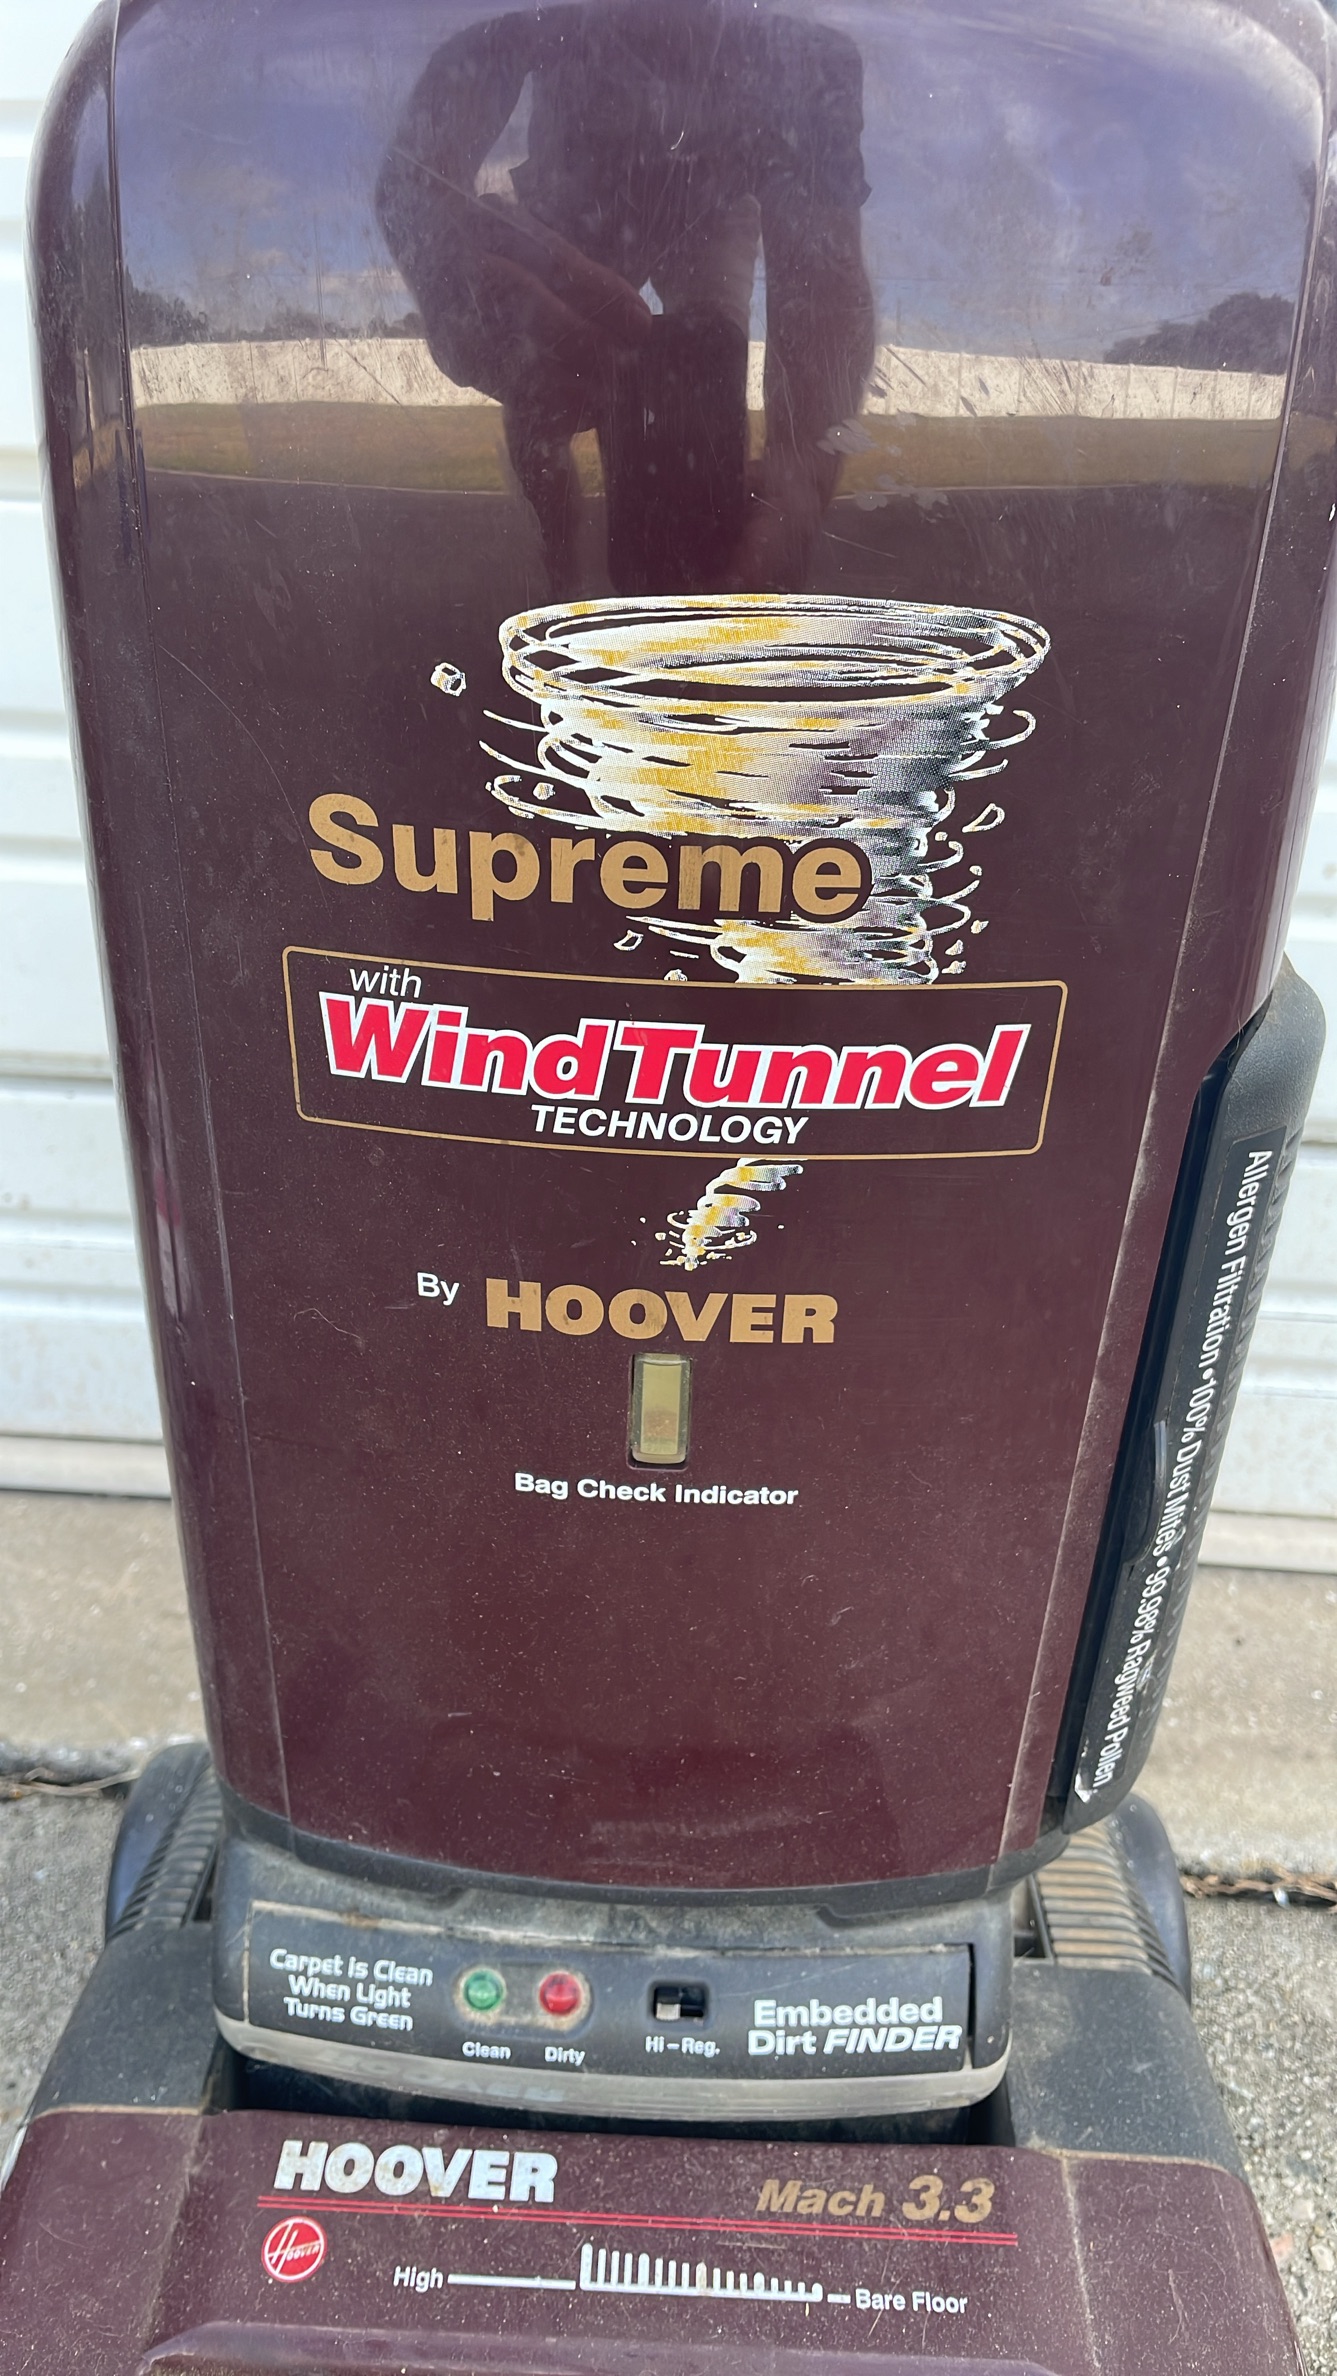 Supreme
with
WindTunnel
TECHNOLOGY
By HOOVER
Bag Check Indicator
Allergen Filtration • 100% Dust Mites • 99.98% Ragweed Pollen
Carpet is Clean
When Light
Turns Green
Clean
Dirty
Hi-Reg.
Embedded
Dirt FINDER
HOOVER
Mach 3.3
Hoover
High
Bare Floor